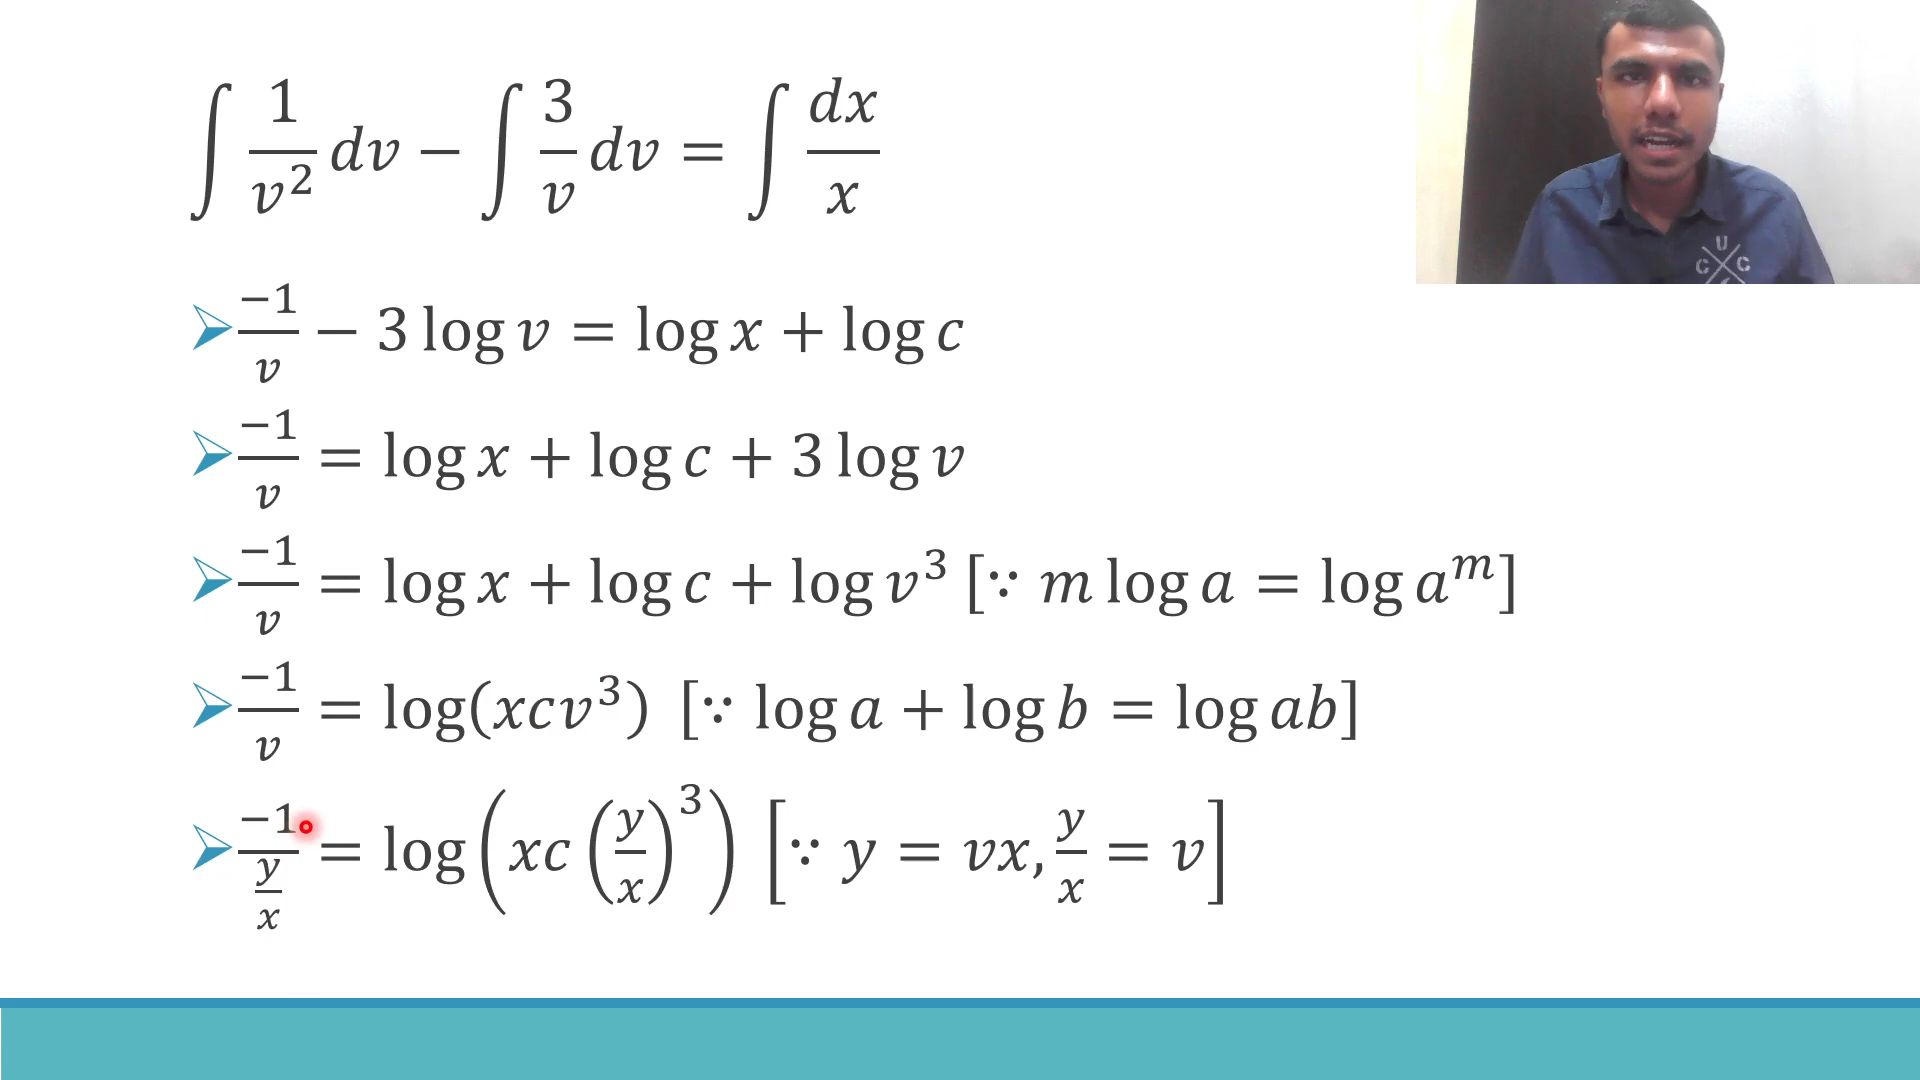 ∫ 1/v² dv − ∫ 3/v dv = ∫ dx/x
➢ −1/v − 3 log v = log x + log c
➢ −1/v = log x + log c + 3 log v
➢ −1/v = log x + log c + log v³ [∵ m log a = log aᵐ]
➢ −1/v = log(xcv³) [∵ log a + log b = log ab]
➢ −1/(y/x) = log(xc(y/x)³) [∵ y = vx, y/x = v]
U
C C